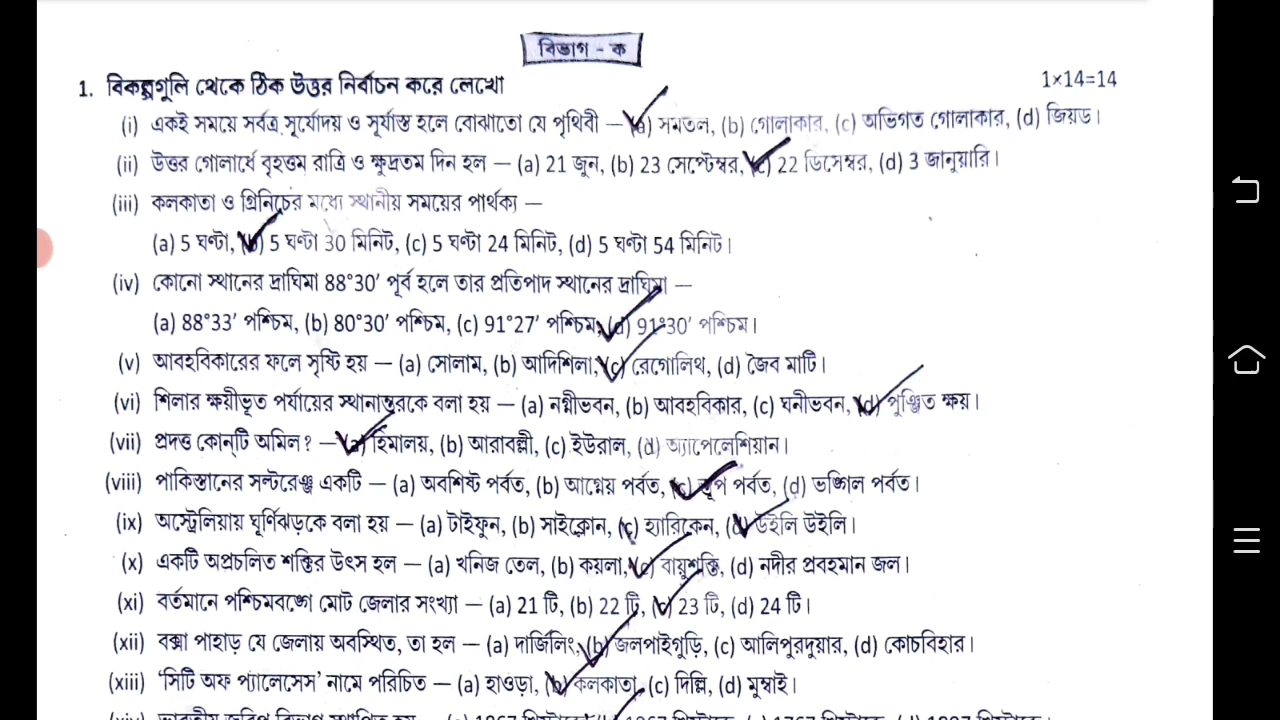 বিভাগ - ক
1. বিকল্পগুলি থেকে ঠিক উত্তর নির্বাচন করে লেখো 1×14=14
(i) একই সময়ে সর্বত্র সূর্যোদয় ও সূর্যাস্ত হলে বোঝাতো যে পৃথিবী — (a) সমতল, (b) গোলাকার, (c) অভিগত গোলাকার, (d) জিয়ড।
(ii) উত্তর গোলার্ধে বৃহত্তম রাত্রি ও ক্ষুদ্রতম দিন হল — (a) 21 জুন, (b) 23 সেপ্টেম্বর, (c) 22 ডিসেম্বর, (d) 3 জানুয়ারি।
(iii) কলকাতা ও গ্রিনিচের মধ্যে স্থানীয় সময়ের পার্থক্য —
(a) 5 ঘণ্টা, (b) 5 ঘণ্টা 30 মিনিট, (c) 5 ঘণ্টা 24 মিনিট, (d) 5 ঘণ্টা 54 মিনিট।
(iv) কোনো স্থানের দ্রাঘিমা 88°30′ পূর্ব হলে তার প্রতিপাদ স্থানের দ্রাঘিমা —
(a) 88°33′ পশ্চিম, (b) 80°30′ পশ্চিম, (c) 91°27′ পশ্চিম, (d) 91°30′ পশ্চিম।
(v) আবহবিকারের ফলে সৃষ্টি হয় — (a) সোলাম, (b) আদিশিলা, (c) রেগোলিথ, (d) জৈব মাটি।
(vi) শিলার ক্ষয়ীভূত পর্যায়ের স্থানান্তরকে বলা হয় — (a) নগ্নীভবন, (b) আবহবিকার, (c) ঘনীভবন, (d) পুঞ্জিত ক্ষয়।
(vii) প্রদত্ত কোন্‌টি অমিল? — (a) হিমালয়, (b) আরাবল্লী, (c) ইউরাল, (d) অ্যাপেলেশিয়ান।
(viii) পাকিস্তানের সল্টরেঞ্জ একটি — (a) অবশিষ্ট পর্বত, (b) আগ্নেয় পর্বত, (c) স্তূপ পর্বত, (d) ভঙ্গিল পর্বত।
(ix) অস্ট্রেলিয়ায় ঘূর্ণিঝড়কে বলা হয় — (a) টাইফুন, (b) সাইক্লোন, (c) হ্যারিকেন, (d) উইলি উইলি।
(x) একটি অপ্রচলিত শক্তির উৎস হল — (a) খনিজ তেল, (b) কয়লা, (c) বায়ুশক্তি, (d) নদীর প্রবহমান জল।
(xi) বর্তমানে পশ্চিমবঙ্গে মোট জেলার সংখ্যা — (a) 21 টি, (b) 22 টি, (c) 23 টি, (d) 24 টি।
(xii) বক্সা পাহাড় যে জেলায় অবস্থিত, তা হল — (a) দার্জিলিং, (b) জলপাইগুড়ি, (c) আলিপুরদুয়ার, (d) কোচবিহার।
(xiii) ‘সিটি অফ প্যালেসেস’ নামে পরিচিত — (a) হাওড়া, (b) কলকাতা, (c) দিল্লি, (d) মুম্বাই।